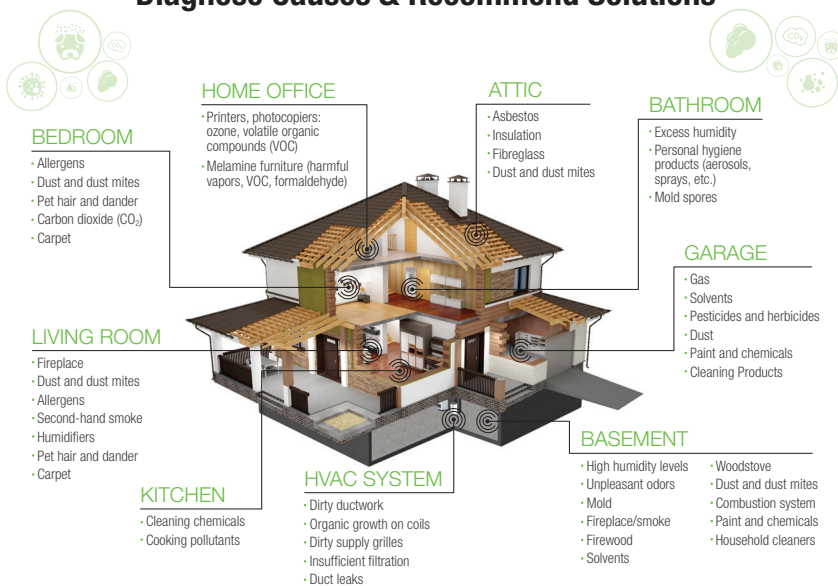 Diagnose Causes & Recommend Solutions
CO₂
CO₂
HOME OFFICE
· Printers, photocopiers:
ozone, volatile organic
compounds (VOC)
· Melamine furniture (harmful
vapors, VOC, formaldehyde)
ATTIC
· Asbestos
· Insulation
· Fibreglass
· Dust and dust mites
BATHROOM
· Excess humidity
· Personal hygiene
products (aerosols,
sprays, etc.)
· Mold spores
BEDROOM
· Allergens
· Dust and dust mites
· Pet hair and dander
· Carbon dioxide (CO₂)
· Carpet
GARAGE
· Gas
· Solvents
· Pesticides and herbicides
· Dust
· Paint and chemicals
· Cleaning Products
LIVING ROOM
· Fireplace
· Dust and dust mites
· Allergens
· Second-hand smoke
· Humidifiers
· Pet hair and dander
· Carpet
KITCHEN
· Cleaning chemicals
· Cooking pollutants
HVAC SYSTEM
· Dirty ductwork
· Organic growth on coils
· Dirty supply grilles
· Insufficient filtration
· Duct leaks
BASEMENT
· High humidity levels
· Unpleasant odors
· Mold
· Fireplace/smoke
· Firewood
· Solvents
· Woodstove
· Dust and dust mites
· Combustion system
· Paint and chemicals
· Household cleaners